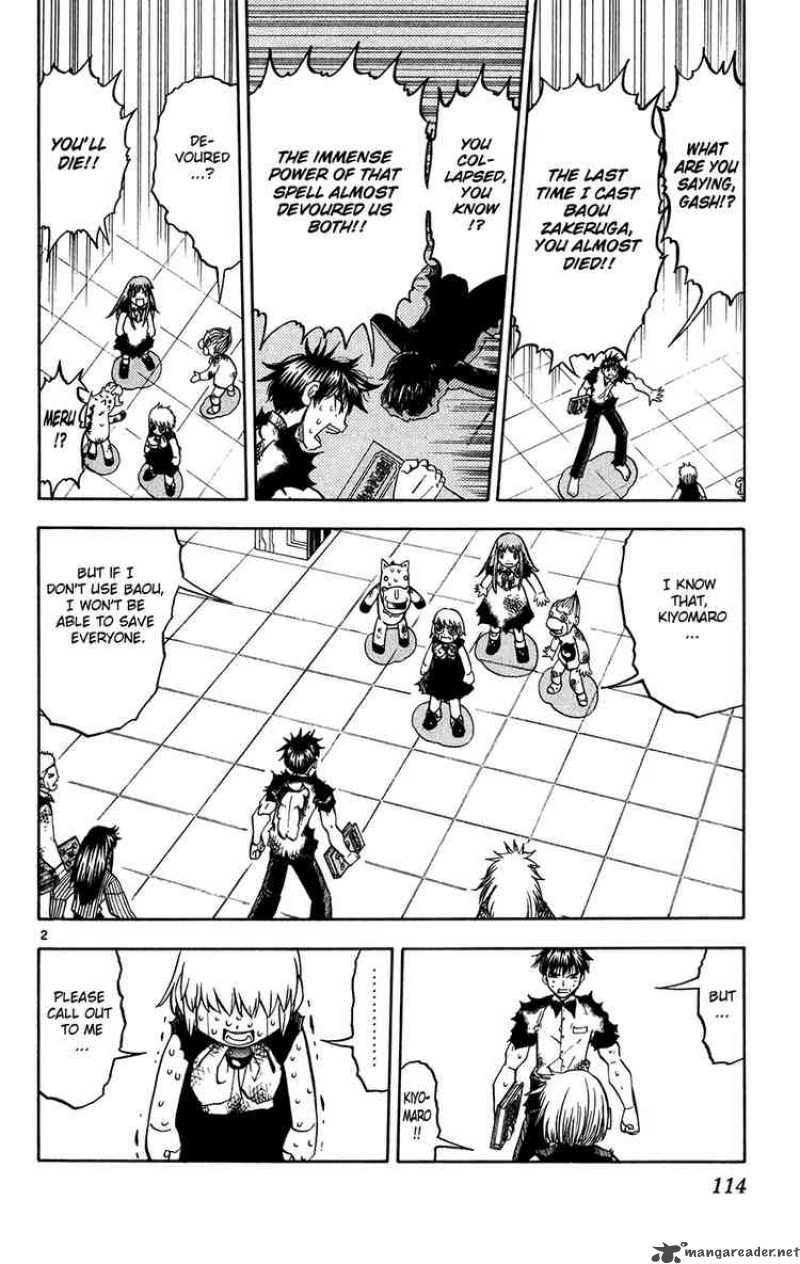 WHAT
ARE YOU
SAYING,
GASH!?
THE LAST
TIME I CAST
BAOU
ZAKERUGA,
YOU ALMOST
DIED!!
YOU
COL-
LAPSED,
YOU
KNOW
!?
THE IMMENSE
POWER OF THAT
SPELL ALMOST
DEVOURED US
BOTH!!
DE-
VOURED
...?
YOU'LL
DIE!!
MERU
!?
I KNOW
THAT,
KIYOMARO
...
BUT IF I
DON'T USE BAOU,
I WON'T BE
ABLE TO SAVE
EVERYONE.
2
BUT
...
KIYO-
MARO
!!
.........
PLEASE
CALL OUT
TO ME
...
114
mangareader.net